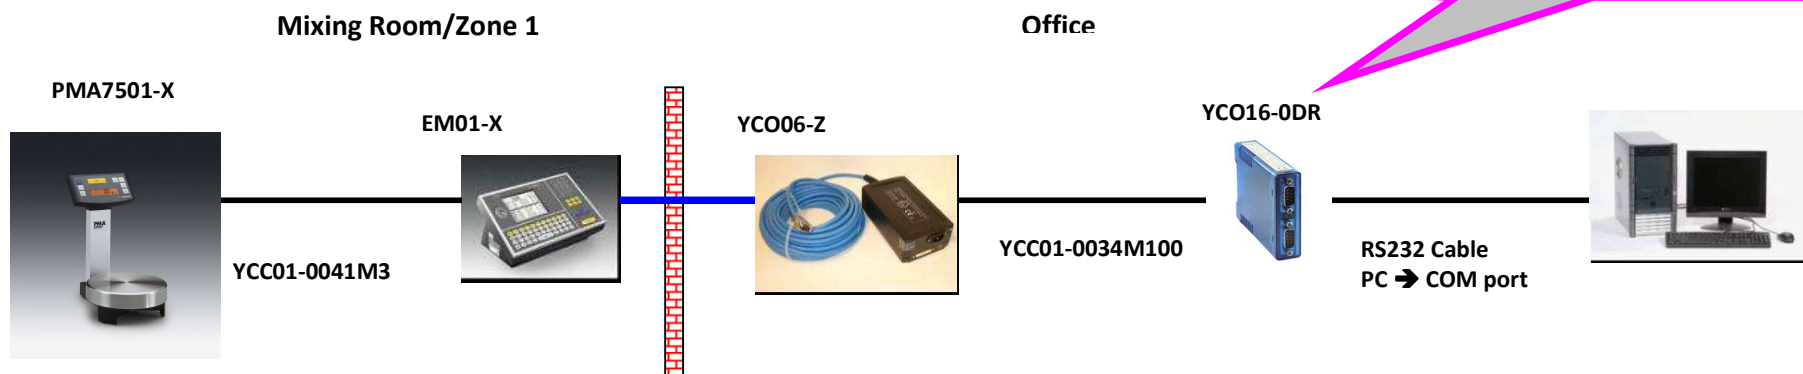 Mixing Room/Zone 1
Office
PMA7501-X
EM01-X
YCO06-Z
YCO16-0DR
YCC01-0041M3
YCC01-0034M100
RS232 Cable
PC ➔ COM port
PMA